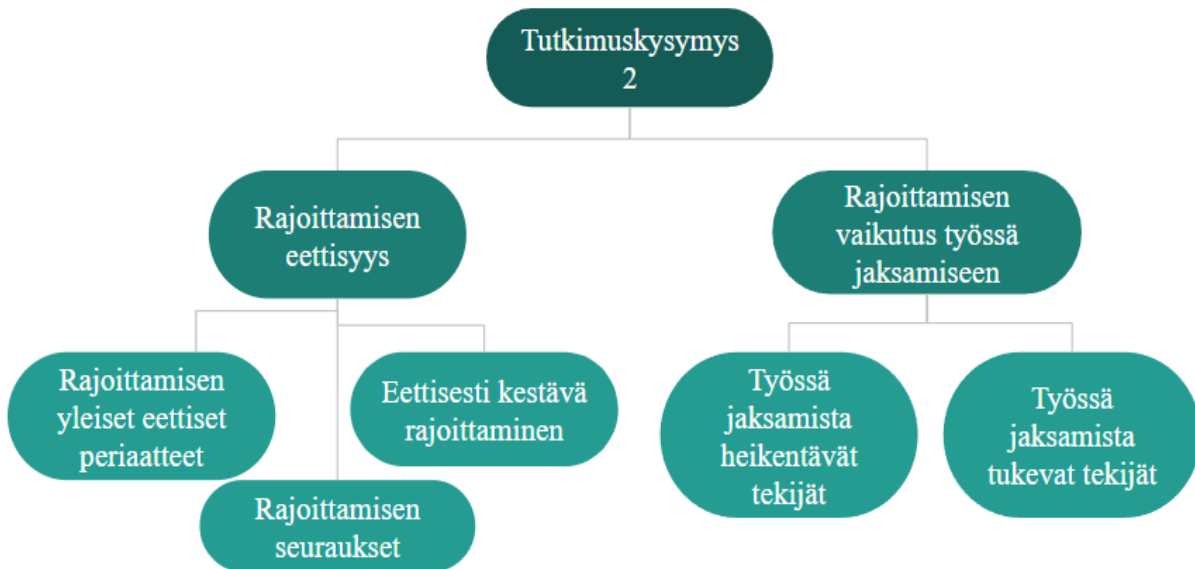 Tutkimuskysymys
2
Rajoittamisen
eettisyys
Rajoittamisen
vaikutus työssä
jaksamiseen
Rajoittamisen
yleiset eettiset
periaatteet
Rajoittamisen
seuraukset
Eettisesti kestävä
rajoittaminen
Työssä
jaksamista
heikentävät
tekijät
Työssä
jaksamista
tukevat tekijät